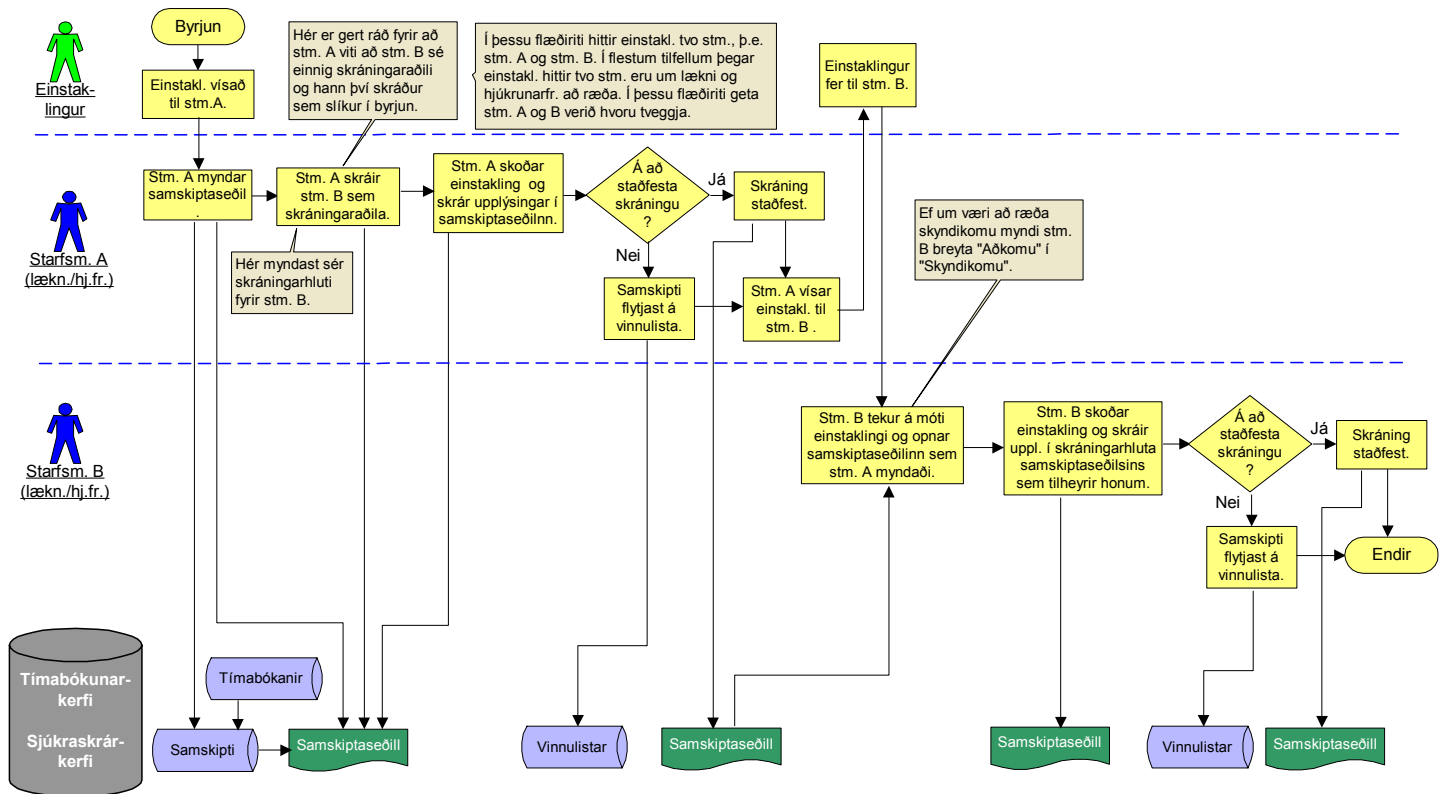 Einstak-
lingur
Byrjun
Einstakl. vísað
til stm.A.
Hér er gert ráð fyrir að
stm. A viti að stm. B sé
einnig skráningaraðili
og hann því skráður
sem slíkur í byrjun.
Í þessu flæðiriti hittir einstakl. tvo stm., þ.e.
stm. A og stm. B. Í flestum tilfellum þegar
einstakl. hittir tvo stm. eru um lækni og
hjúkrunarfr. að ræða. Í þessu flæðiriti geta
stm. A og B verið hvoru tveggja.
Einstaklingur
fer til stm. B.
Starfsm. A
(lækn./hj.fr.)
Stm. A myndar
samskiptaseðil
.
Stm. A skráir
stm. B sem
skráningaraðila.
Hér myndast sér
skráningarhluti
fyrir stm. B.
Stm. A skoðar
einstakling og
skrár upplýsingar í
samskiptaseðilnn.
Á að
staðfesta
skráningu
?
Já
Nei
Skráning
staðfest.
Samskipti
flytjast á
vinnulista.
Stm. A vísar
einstakl. til
stm. B .
Ef um væri að ræða
skyndikomu myndi stm.
B breyta "Aðkomu" í
"Skyndikomu".
Starfsm. B
(lækn./hj.fr.)
Stm. B tekur á móti
einstaklingi og opnar
samskiptaseðilinn sem
stm. A myndaði.
Stm. B skoðar
einstakling og skráir
uppl. í skráningarhluta
samskiptaseðilsins
sem tilheyrir honum.
Á að
staðfesta
skráningu
?
Já
Nei
Skráning
staðfest.
Samskipti
flytjast á
vinnulista.
Endir
Tímabókunar-
kerfi
Sjúkraskrár-
kerfi
Tímabókanir
Samskipti
Samskiptaseðill
Vinnulistar
Samskiptaseðill
Samskiptaseðill
Vinnulistar
Samskiptaseðill